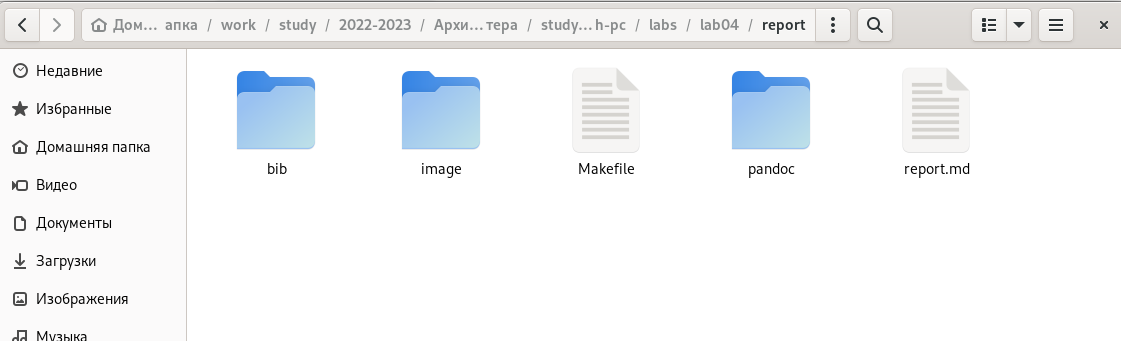 Дом… апка / work / study / 2022-2023 / Архи…тера / study…h-pc / labs / lab04 / report
Недавние
Избранные
Домашняя папка
Видео
Документы
Загрузки
Изображения
Музыка
bib
image
Makefile
pandoc
report.md